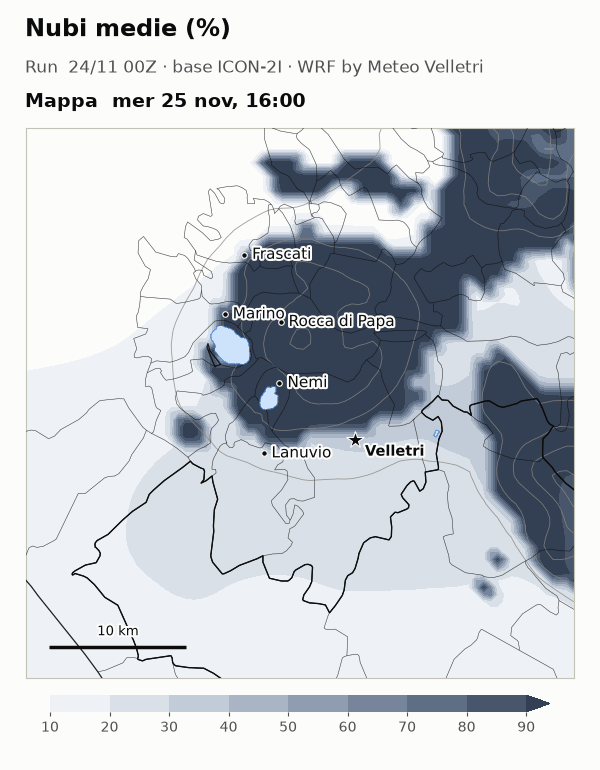 Nubi medie (%)
Run 24/11 00Z · base ICON-2I · WRF by Meteo Velletri
Mappa mer 25 nov, 16:00
Frascati
Marino
Rocca di Papa
Nemi
Velletri
Lanuvio
10 km
10 20 30 40 50 60 70 80 90